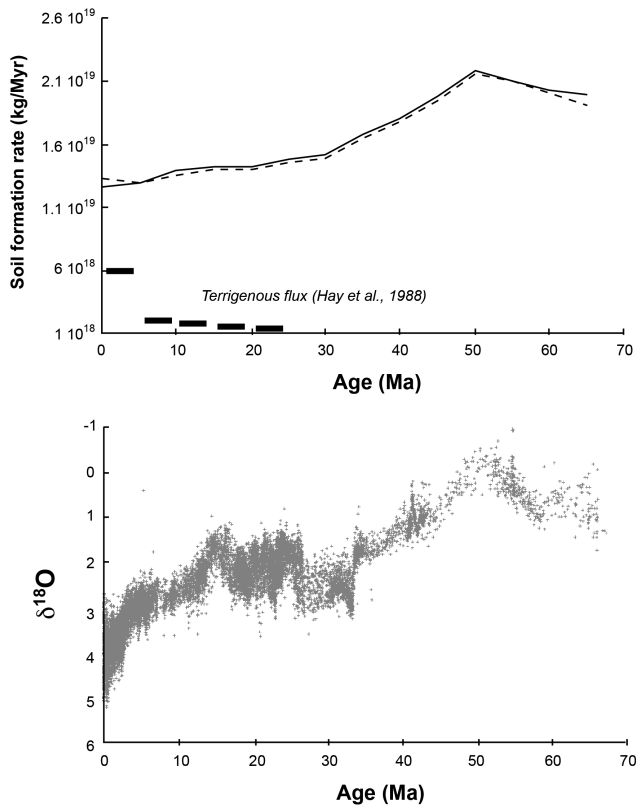 2.6 10¹⁹
2.1 10¹⁹
1.6 10¹⁹
1.1 10¹⁹
6 10¹⁸
1 10¹⁸
Soil formation rate (kg/Myr)
Terrigenous flux (Hay et al., 1988)
0 10 20 30 40 50 60 70
Age (Ma)
-1
0
1
2
3
4
5
6
δ¹⁸O
0 10 20 30 40 50 60 70
Age (Ma)